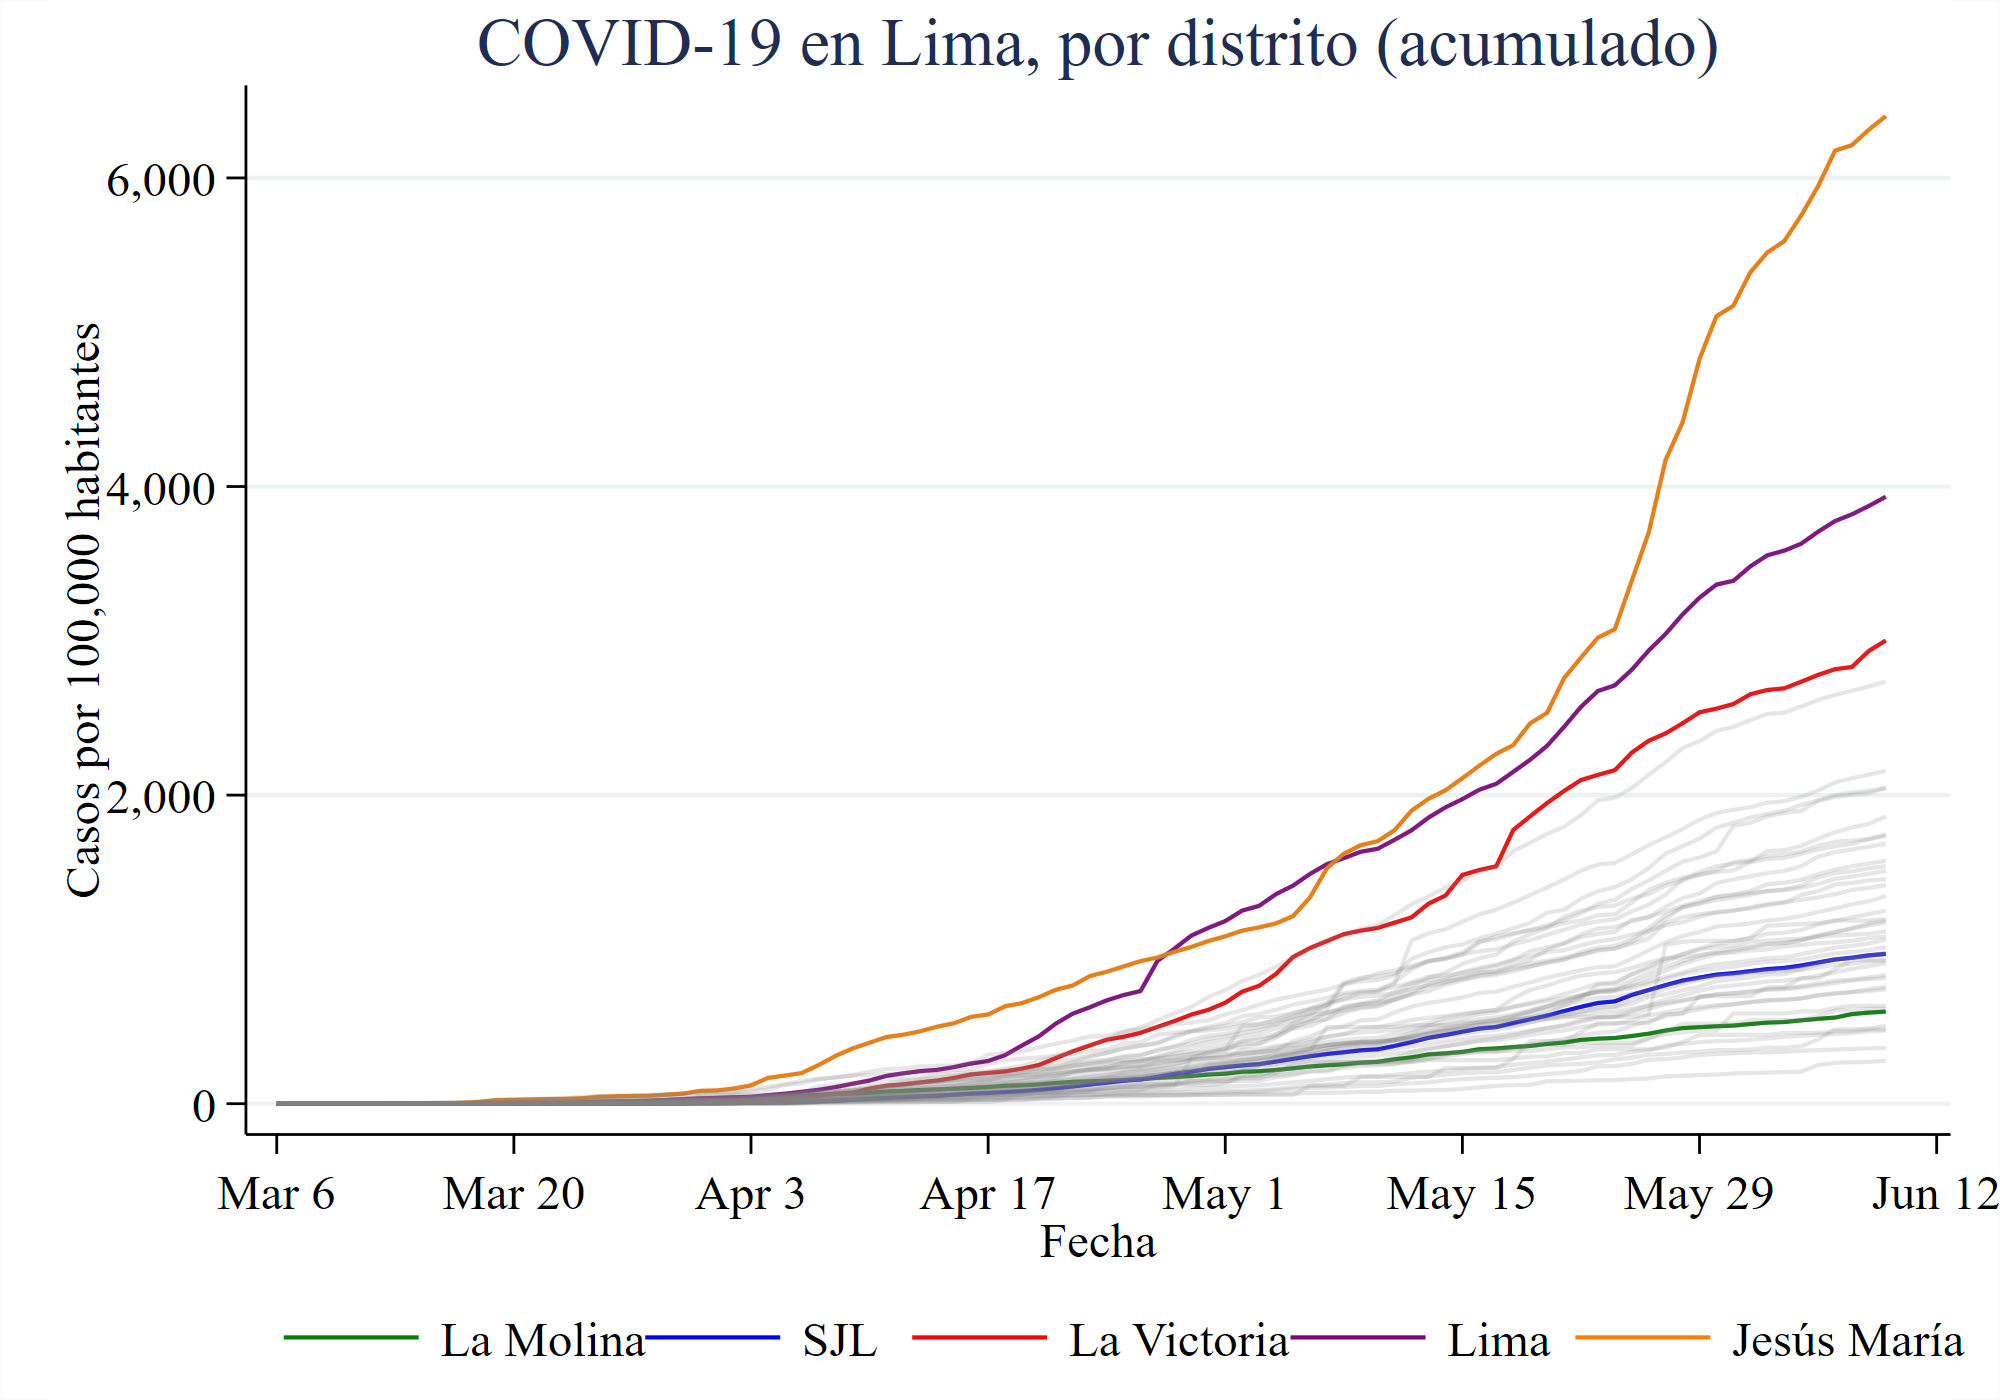 COVID-19 en Lima, por distrito (acumulado)
Casos por 100,000 habitantes
6,000
4,000
2,000
0
Mar 6 Mar 20 Apr 3 Apr 17 May 1 May 15 May 29 Jun 12
Fecha
La Molina SJL La Victoria Lima Jesús María